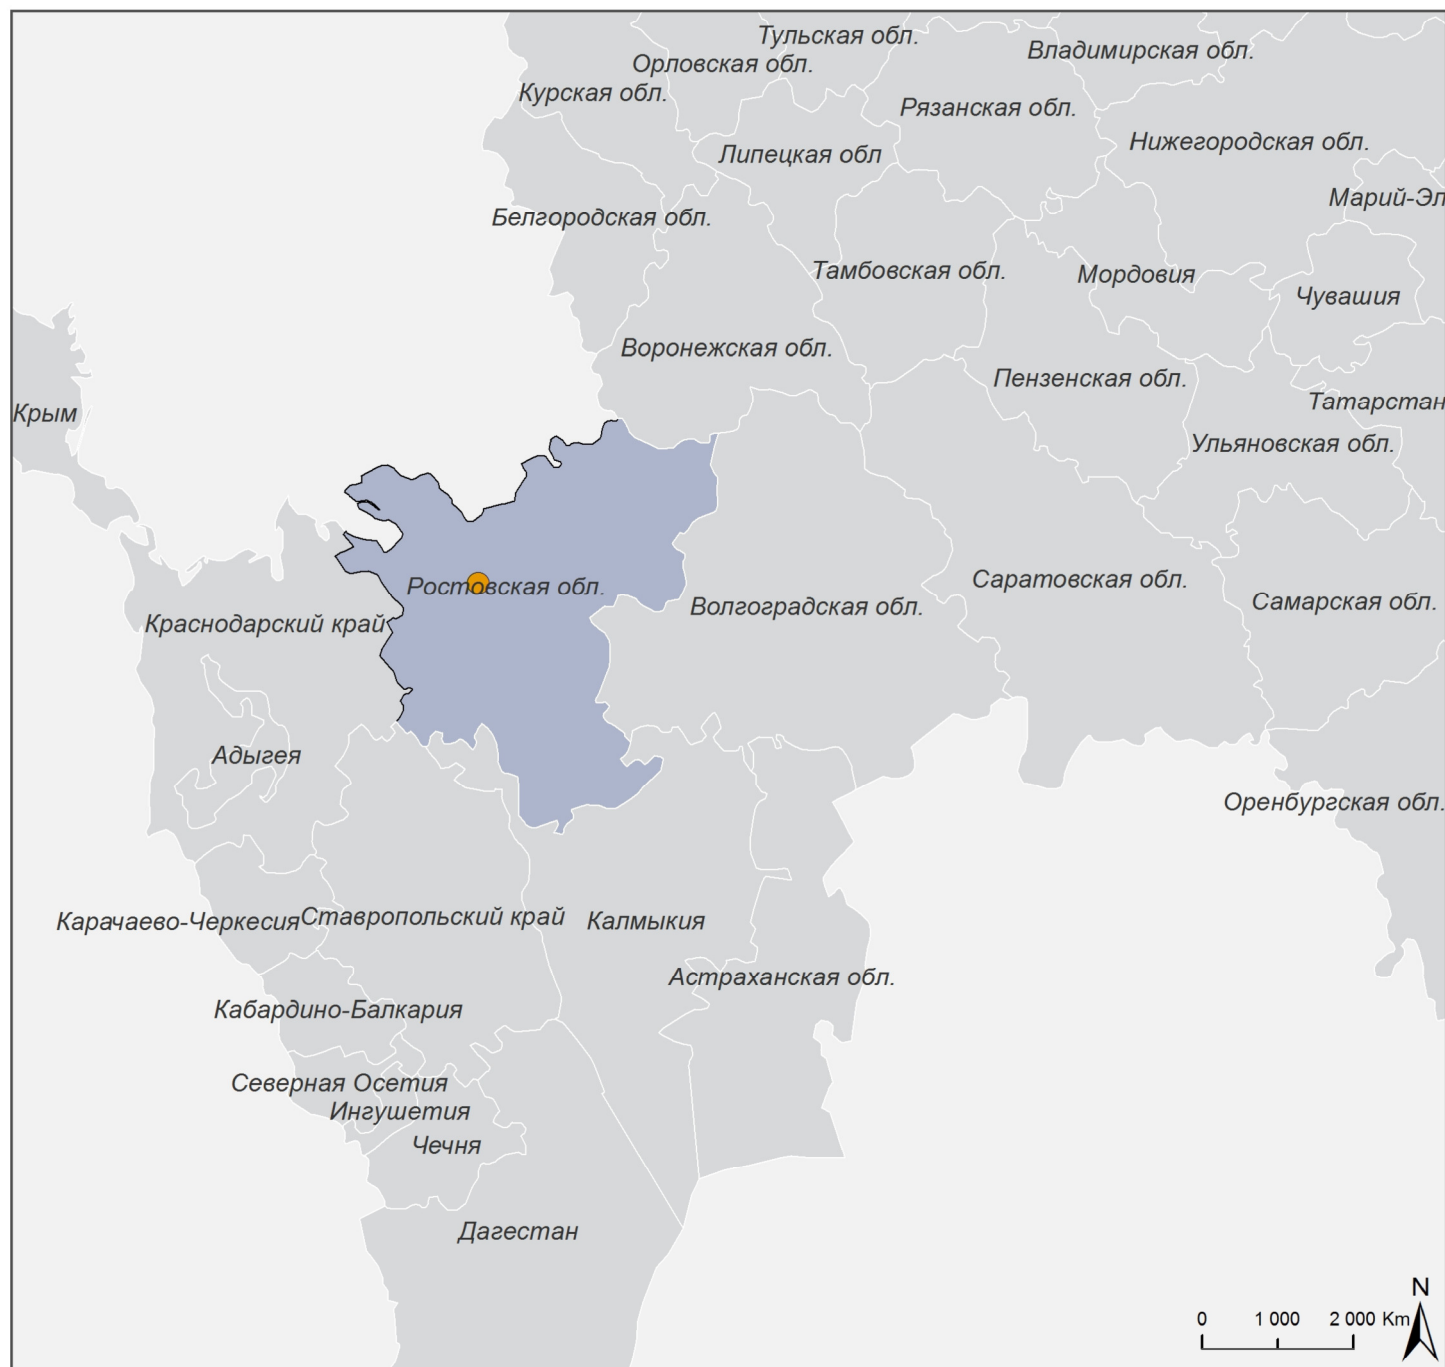 Тульская обл.
Владимирская обл.
Орловская обл.
Курская обл.
Рязанская обл.
Нижегородская обл.
Липецкая обл
Марий-Эл
Белгородская обл.
Тамбовская обл.
Мордовия
Чувашия
Воронежская обл.
Пензенская обл.
Татарстан
Крым
Ульяновская обл.
Ростовская обл.
Саратовская обл.
Волгоградская обл.
Самарская обл.
Краснодарский край
Адыгея
Оренбургская обл.
Карачаево-Черкесия
Ставропольский край
Калмыкия
Астраханская обл.
Кабардино-Балкария
Северная Осетия
Ингушетия
Чечня
Дагестан
N
0 1 000 2 000 Km